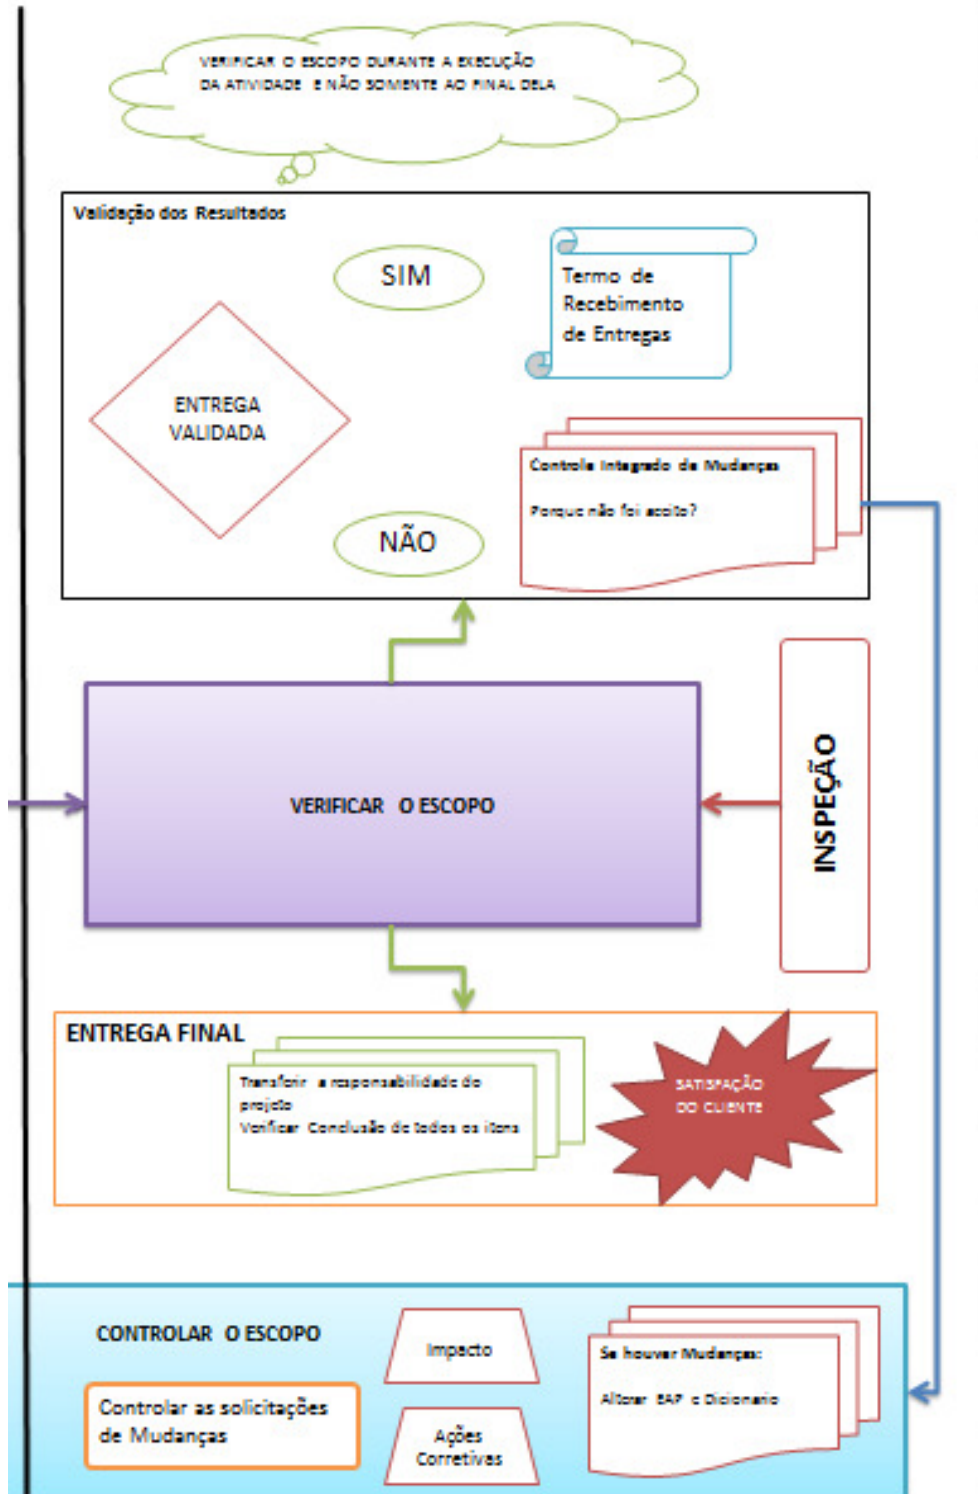 VERIFICAR O ESCOPO DURANTE A EXECUÇÃO
DA ATIVIDADE E NÃO SOMENTE AO FINAL DELA
Validação dos Resultados
SIM
Termo de
Recebimento
de Entregas
ENTREGA
VALIDADA
Controle Integrado de Mudanças
Porque não foi aceito?
NÃO
VERIFICAR O ESCOPO
INSPEÇÃO
ENTREGA FINAL
Transferir a responsabilidade do
projeto
Verificar Conclusão de todos os itens
SATISFAÇÃO
DO CLIENTE
CONTROLAR O ESCOPO
Impacto
Se houver Mudanças:
Alterar EAP e Dicionario
Controlar as solicitações
de Mudanças
Ações
Corretivas